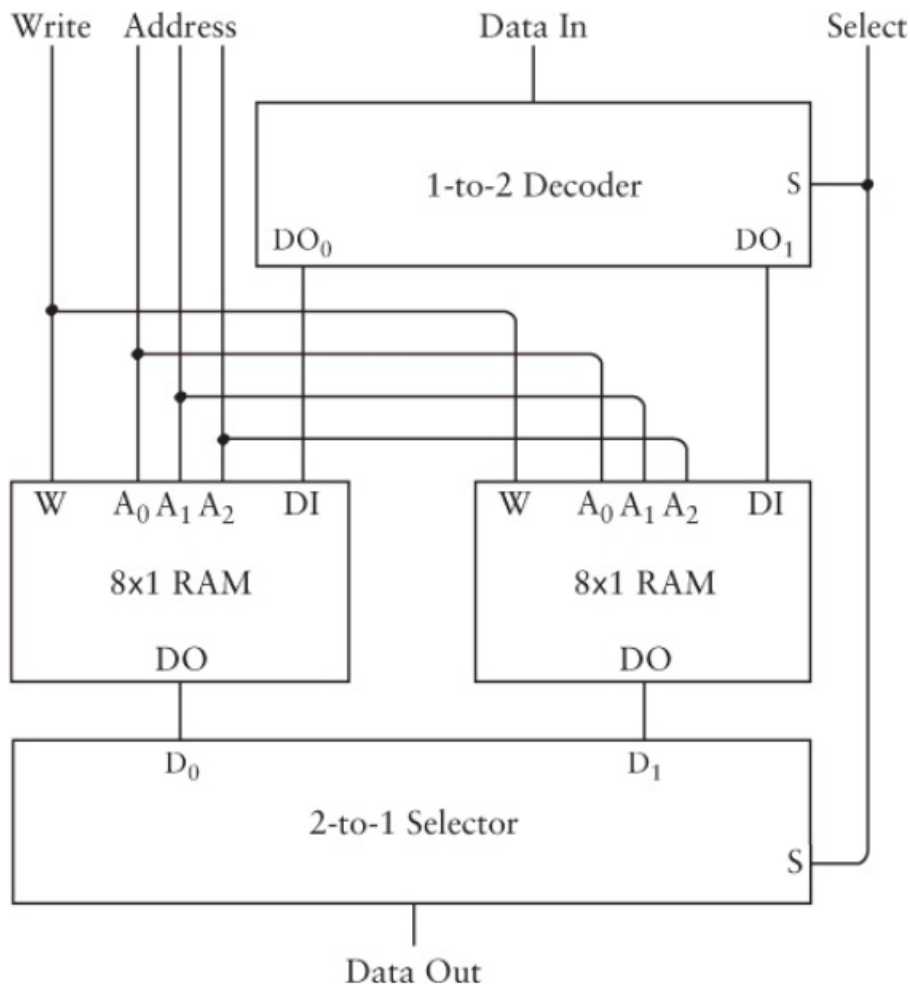 Write Address Data In Select
1-to-2 Decoder S
DO₀ DO₁
W A₀ A₁ A₂ DI W A₀ A₁ A₂ DI
8x1 RAM 8x1 RAM
DO DO
D₀ D₁
2-to-1 Selector
S
Data Out